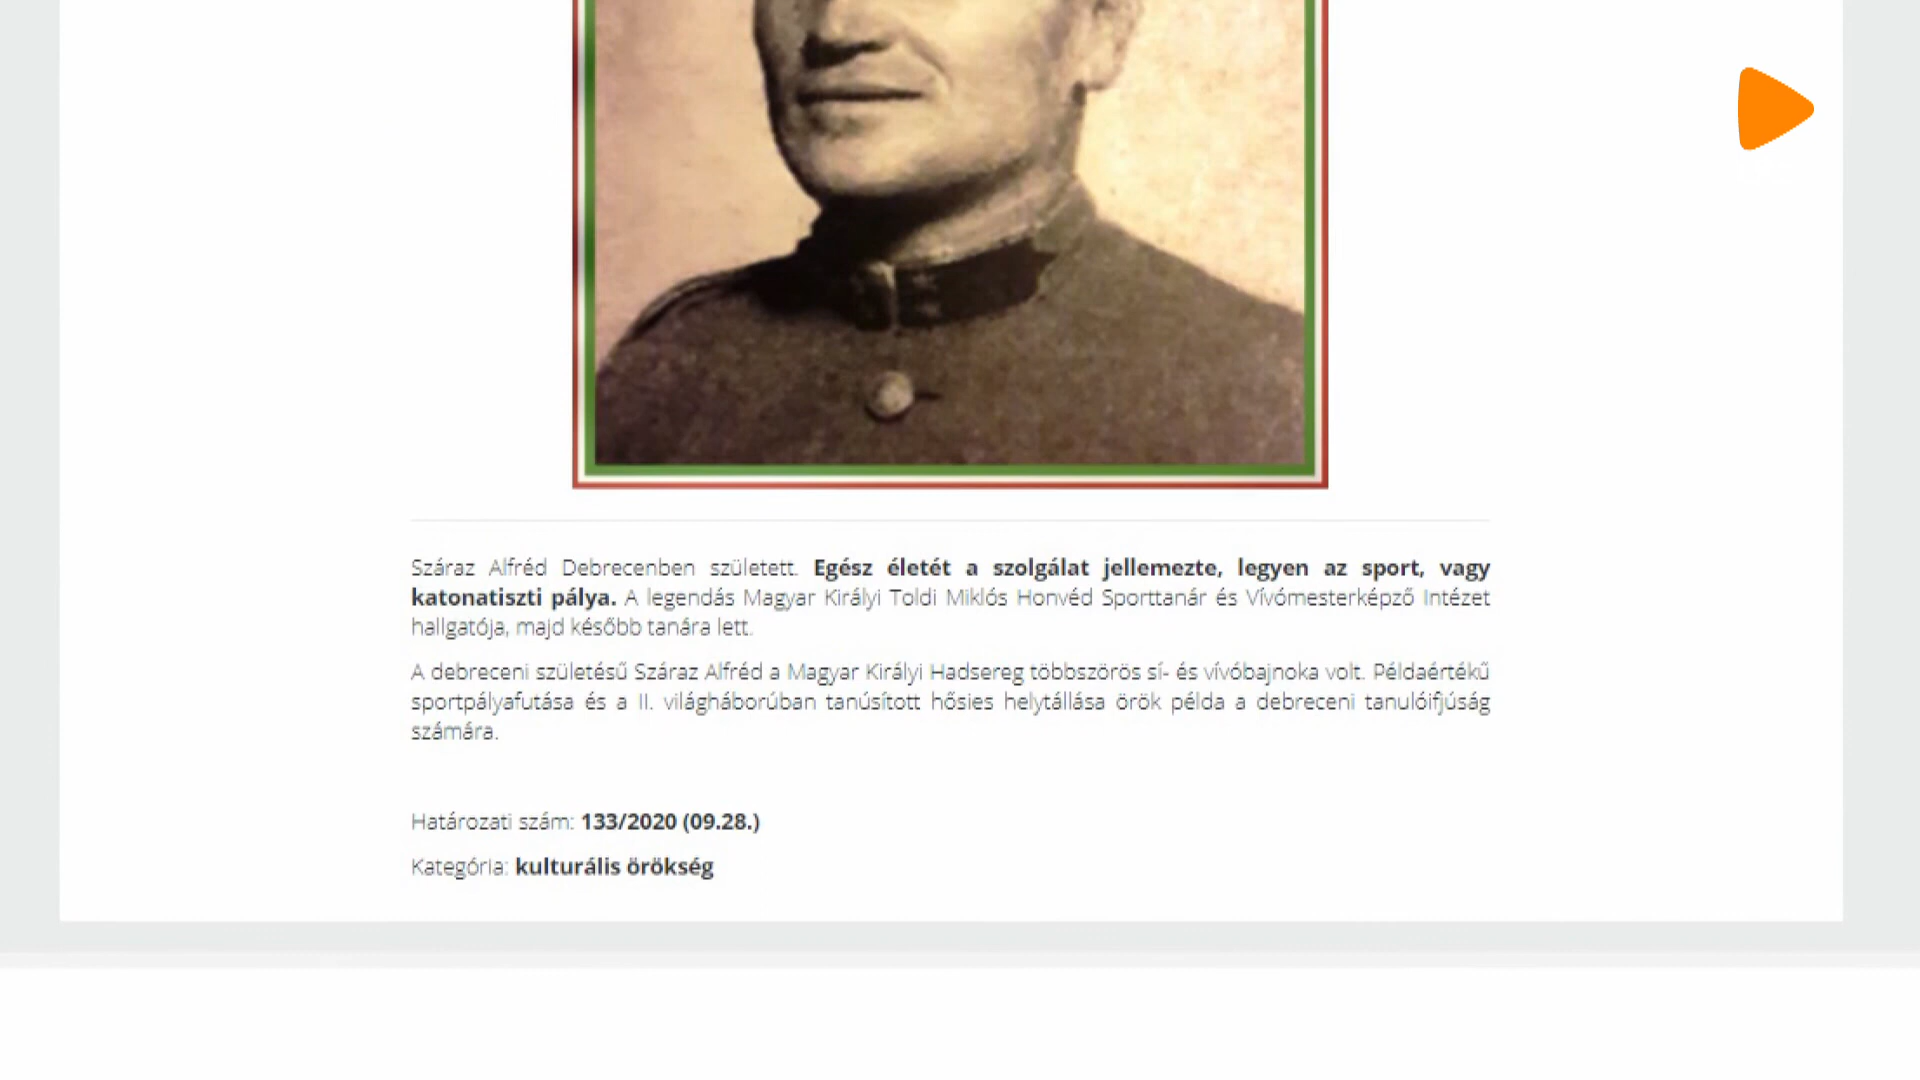 Száraz Alfréd Debrecenben született. Egész életét a szolgálat jellemezte, legyen az sport, vagy
katonatiszti pálya. A legendás Magyar Királyi Toldi Miklós Honvéd Sporttanár és Vívómesterképző Intézet
hallgatója, majd később tanára lett.
A debreceni születésű Száraz Alfréd a Magyar Királyi Hadsereg többszörös sí- és vívóbajnoka volt. Példaértékű
sportpályafutása és a II. világháborúban tanúsított hősies helytállása örök példa a debreceni tanulóifjúság
számára.
Határozati szám: 133/2020 (09.28.)
Kategória: kulturális örökség